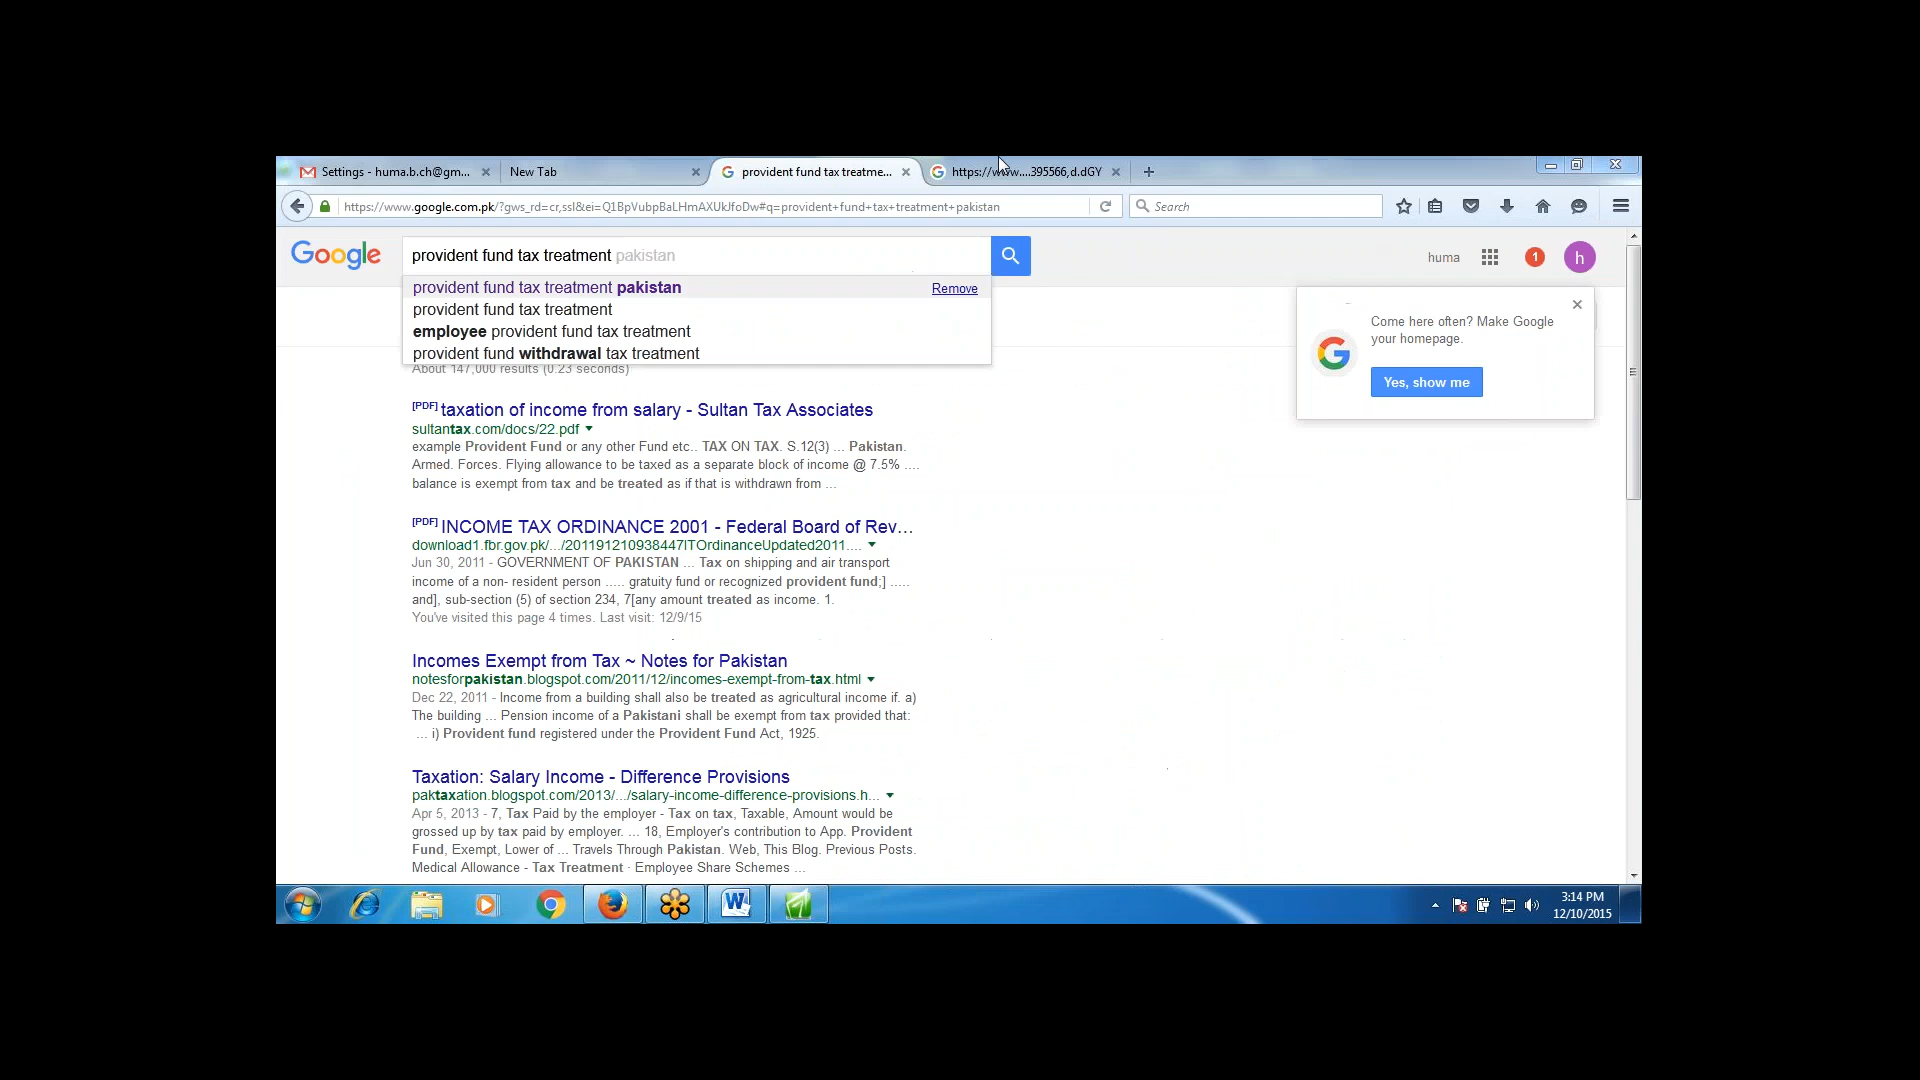 Settings - huma.b.ch@gm...
New Tab
provident fund tax treatme...
https://www....395566,d.dGY
https://www.google.com.pk/?gws_rd=cr,ssl&ei=Q1BpVubpBaLHmAXUkJfoDw#q=provident+fund+tax+treatment+pakistan
Search
Google
provident fund tax treatment pakistan
huma
1
h
provident fund tax treatment pakistan
Remove
provident fund tax treatment
employee provident fund tax treatment
provident fund withdrawal tax treatment
About 147,000 results (0.23 seconds)
Come here often? Make Google
your homepage.
Yes, show me
[PDF] taxation of income from salary - Sultan Tax Associates
sultantax.com/docs/22.pdf
example Provident Fund or any other Fund etc.. TAX ON TAX. S.12(3) ... Pakistan.
Armed. Forces. Flying allowance to be taxed as a separate block of income @ 7.5% ....
balance is exempt from tax and be treated as if that is withdrawn from ...
[PDF] INCOME TAX ORDINANCE 2001 - Federal Board of Rev...
download1.fbr.gov.pk/.../201191210938447ITOrdinanceUpdated2011....
Jun 30, 2011 - GOVERNMENT OF PAKISTAN ... Tax on shipping and air transport
income of a non- resident person ..... gratuity fund or recognized provident fund;] .....
and], sub-section (5) of section 234, 7[any amount treated as income. 1.
You've visited this page 4 times. Last visit: 12/9/15
Incomes Exempt from Tax ~ Notes for Pakistan
notesforpakistan.blogspot.com/2011/12/incomes-exempt-from-tax.html
Dec 22, 2011 - Income from a building shall also be treated as agricultural income if. a)
The building ... Pension income of a Pakistani shall be exempt from tax provided that:
... i) Provident fund registered under the Provident Fund Act, 1925.
Taxation: Salary Income - Difference Provisions
paktaxation.blogspot.com/2013/.../salary-income-difference-provisions.h...
Apr 5, 2013 - 7, Tax Paid by the employer - Tax on tax, Taxable, Amount would be
grossed up by tax paid by employer. ... 18, Employer's contribution to App. Provident
Fund, Exempt, Lower of ... Travels Through Pakistan. Web, This Blog. Previous Posts.
Medical Allowance - Tax Treatment · Employee Share Schemes ...
3:14 PM
12/10/2015